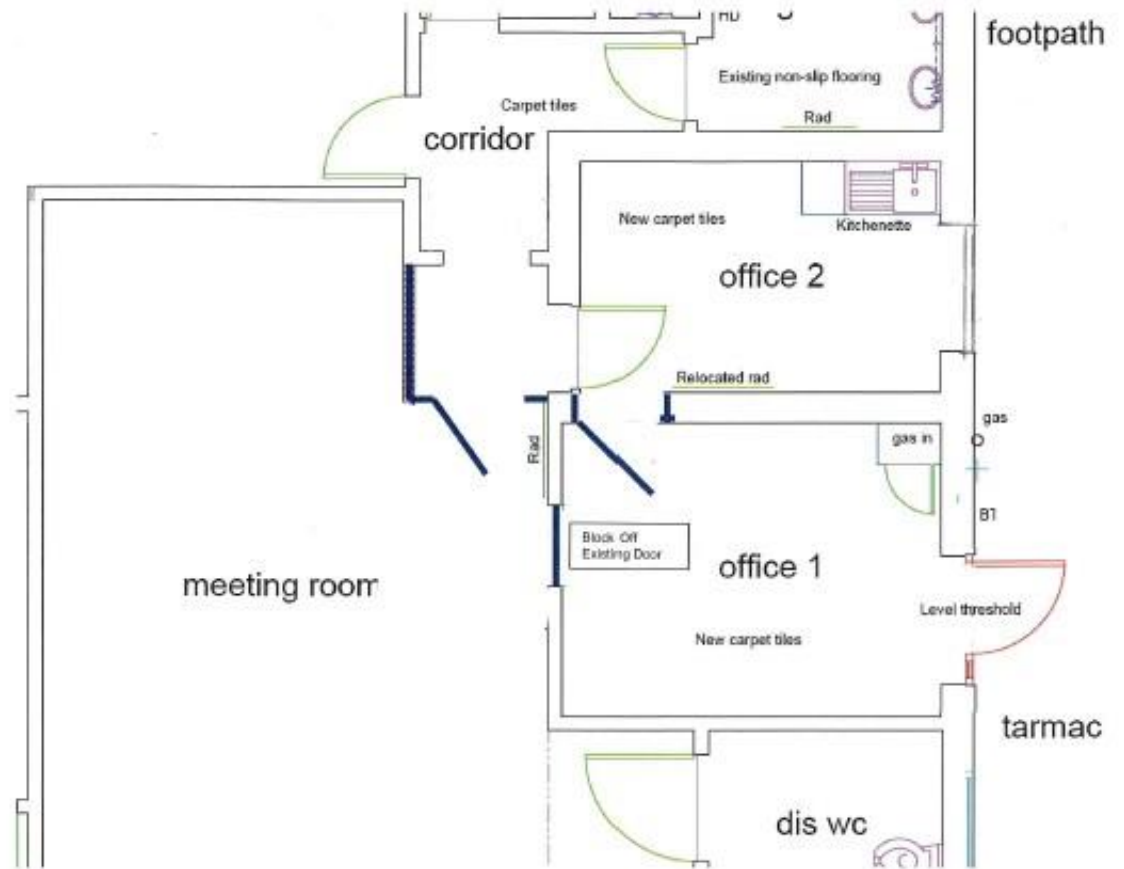 HD
footpath
Existing non-slip flooring
Carpet tiles
Rad
corridor
New carpet tiles
Kitchenette
office 2
Relocated rad
gas
Rad
gas in
BT
Block Off
Existing Door
office 1
meeting room
Level threshold
New carpet tiles
tarmac
dis wc